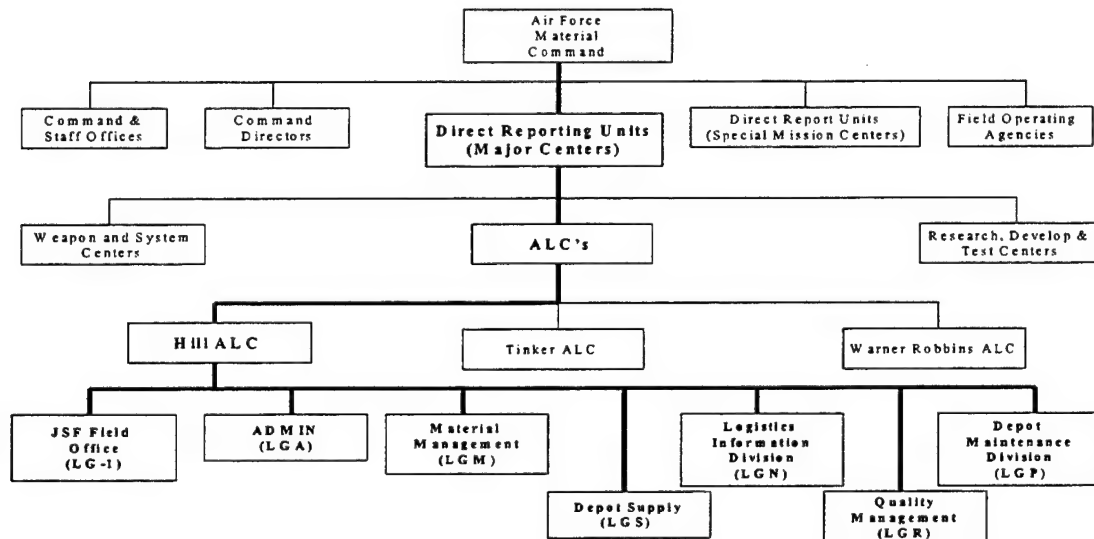 Air Force
Material
Command
Command &
Staff Offices
Command
Directors
Direct Reporting Units
(Major Centers)
Direct Report Units
(Special Mission Centers)
Field Operating
Agencies
Weapon and System
Centers
ALC's
Research, Develop &
Test Centers
Hill ALC
Tinker ALC
Warner Robbins ALC
JSF Field
Office
(LG-1)
ADMIN
(LGA)
Material
Management
(LGM)
Depot Supply
(LGS)
Logistics
Information
Division
(LGN)
Quality
Management
(LGR)
Depot
Maintenance
Division
(LGP)